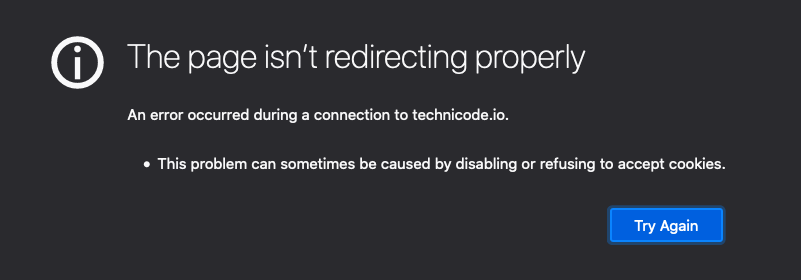 The page isn’t redirecting properly
An error occurred during a connection to technicode.io.
• This problem can sometimes be caused by disabling or refusing to accept cookies.
Try Again